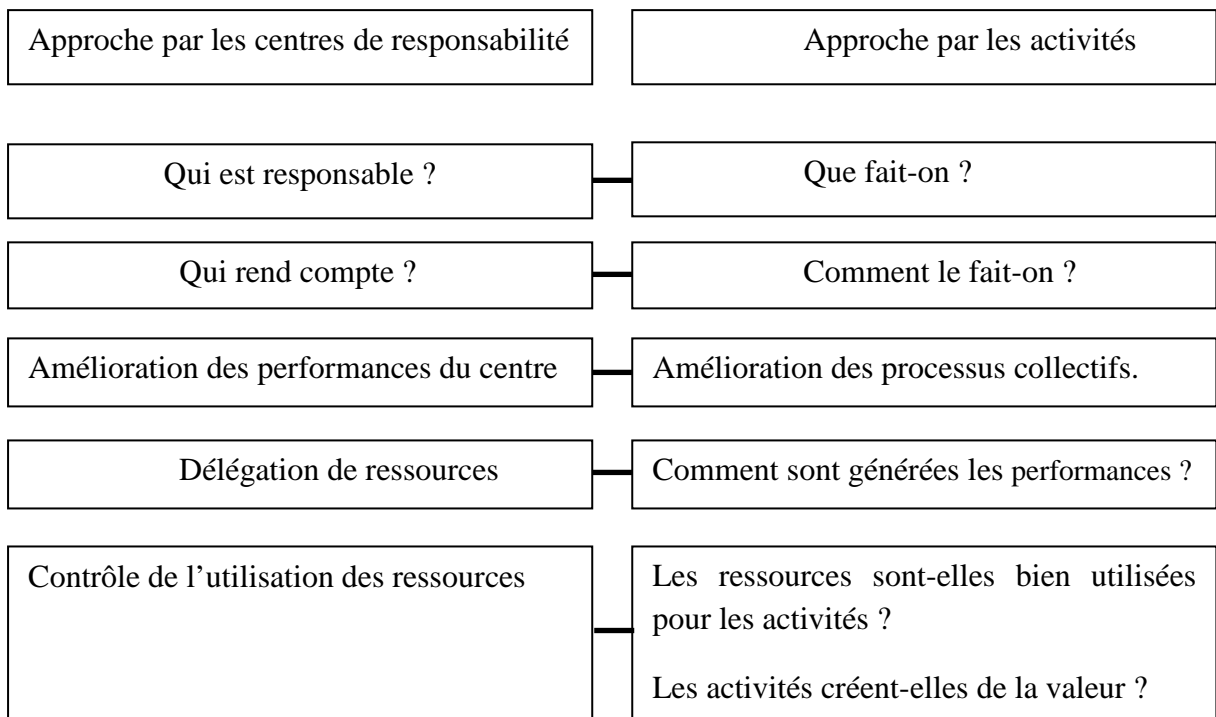 Approche par les centres de responsabilité
Approche par les activités
Qui est responsable ?
Que fait-on ?
Qui rend compte ?
Comment le fait-on ?
Amélioration des performances du centre
Amélioration des processus collectifs.
Délégation de ressources
Comment sont générées les performances ?
Contrôle de l’utilisation des ressources
Les ressources sont-elles bien utilisées
pour les activités ?
Les activités créent-elles de la valeur ?